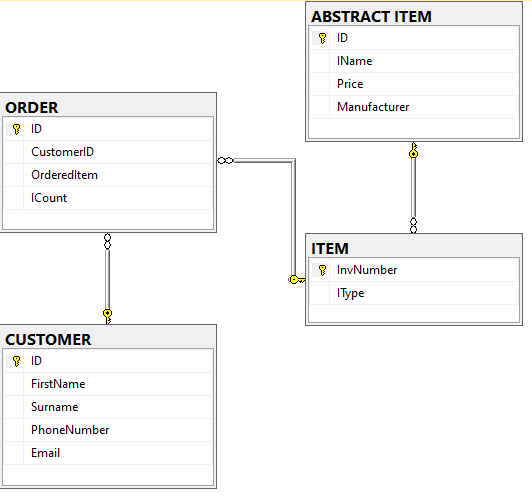 ABSTRACT ITEM
ID
IName
Price
Manufacturer
ORDER
ID
CustomerID
OrderedItem
ICount
ITEM
InvNumber
IType
CUSTOMER
ID
FirstName
Surname
PhoneNumber
Email